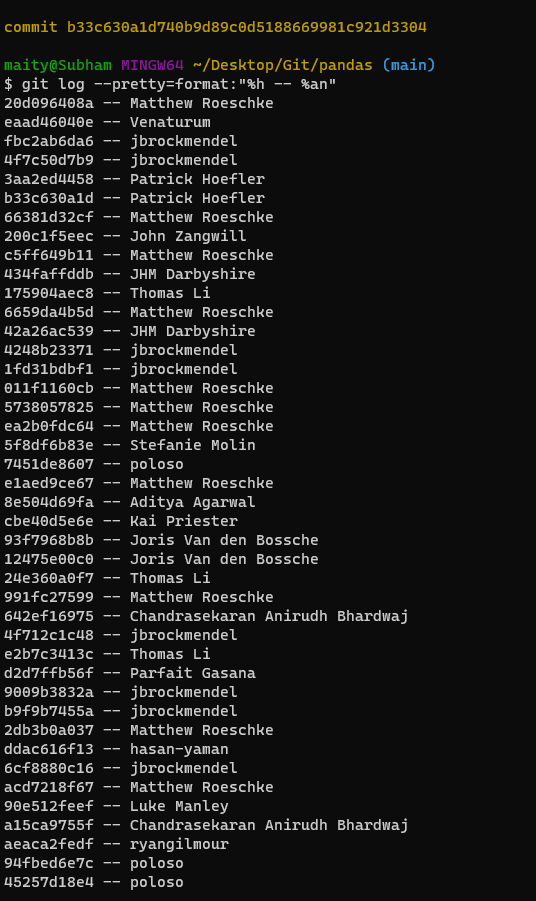 commit b33c630a1d740b9d89c0d5188669981c921d3304
maity@Subham MINGW64 ~/Desktop/Git/pandas (main)
$ git log --pretty=format:"%h -- %an"
20d096408a -- Matthew Roeschke
eaad46040e -- Venaturum
fbc2ab6da6 -- jbrockmendel
4f7c50d7b9 -- jbrockmendel
3aa2ed4458 -- Patrick Hoefler
b33c630a1d -- Patrick Hoefler
66381d32cf -- Matthew Roeschke
200c1f5eec -- John Zangwill
c5ff649b11 -- Matthew Roeschke
434faffddb -- JHM Darbyshire
175904aec8 -- Thomas Li
6659da4b5d -- Matthew Roeschke
42a26ac539 -- JHM Darbyshire
4248b23371 -- jbrockmendel
1fd31bdbf1 -- jbrockmendel
011f1160cb -- Matthew Roeschke
5738057825 -- Matthew Roeschke
ea2b0fdc64 -- Matthew Roeschke
5f8df6b83e -- Stefanie Molin
7451de8607 -- poloso
e1aed9ce67 -- Matthew Roeschke
8e504d69fa -- Aditya Agarwal
cbe40d5e6e -- Kai Priester
93f7968b8b -- Joris Van den Bossche
12475e00c0 -- Joris Van den Bossche
24e360a0f7 -- Thomas Li
991fc27599 -- Matthew Roeschke
642ef16975 -- Chandrasekaran Anirudh Bhardwaj
4f712c1c48 -- jbrockmendel
e2b7c3413c -- Thomas Li
d2d7ffb56f -- Parfait Gasana
9009b3832a -- jbrockmendel
b9f9b7455a -- jbrockmendel
2db3b0a037 -- Matthew Roeschke
ddac616f13 -- hasan-yaman
6cf8880c16 -- jbrockmendel
acd7218f67 -- Matthew Roeschke
90e512feef -- Luke Manley
a15ca9755f -- Chandrasekaran Anirudh Bhardwaj
aeaca2fedf -- ryangilmour
94fbed6e7c -- poloso
45257d18e4 -- poloso